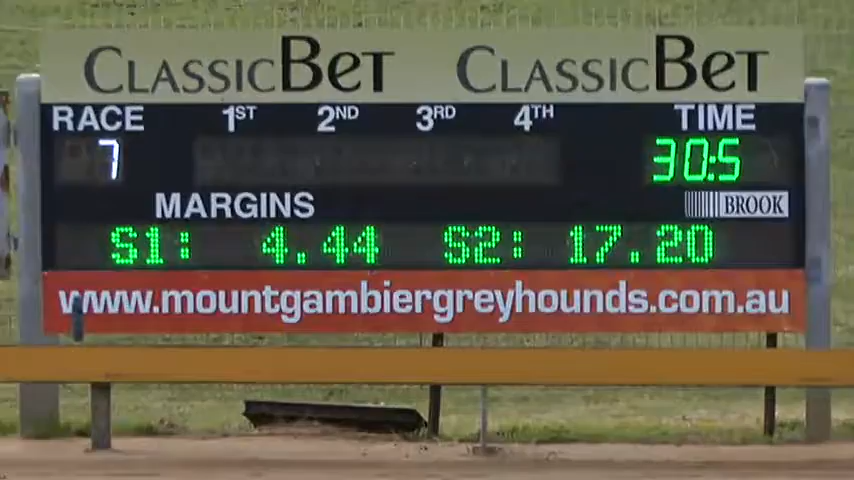 CLASSICBET CLASSICBET
RACE 1ST 2ND 3RD 4TH TIME
7 30:5
MARGINS BROOK
S1: 4.44 S2: 17.20
www.mountgambiergreyhounds.com.au